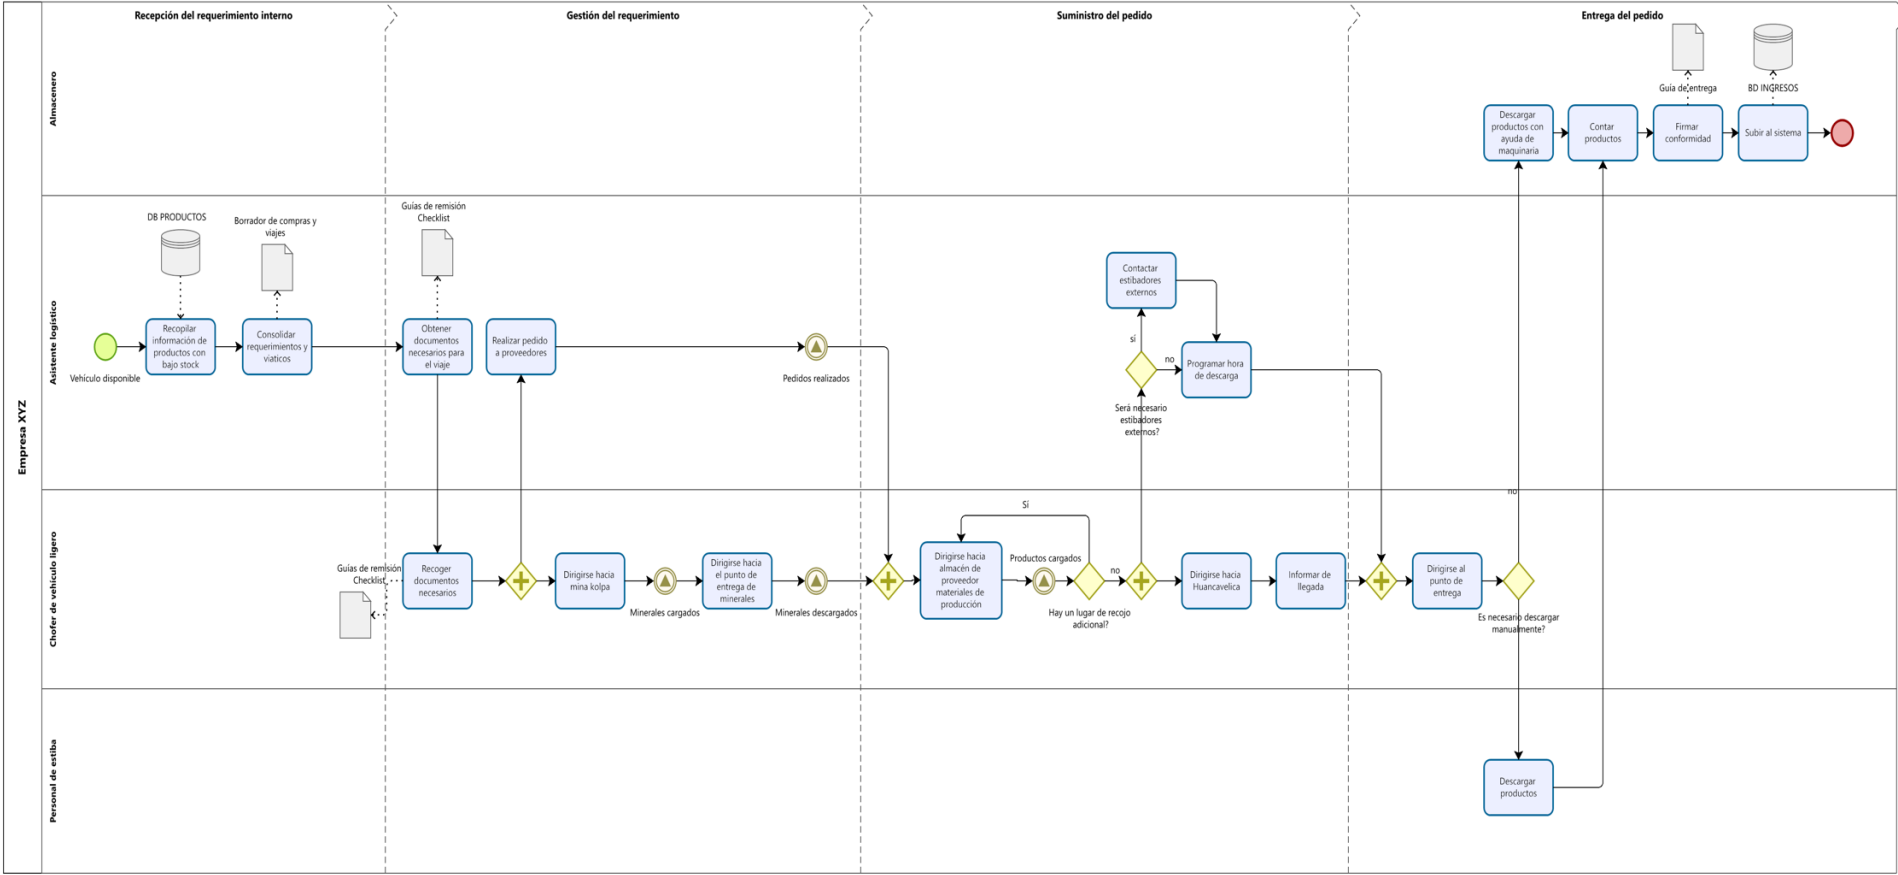 Empresa XYZ
Recepción del requerimiento interno
Gestión del requerimiento
Suministro del pedido
Entrega del pedido
Almacenero
Guía de entrega
BD INGRESOS
Descargar
productos con
ayuda de
maquinaria
Contar
productos
Firmar
conformidad
Subir al sistema
Asistente logístico
DB PRODUCTOS
Borrador de compras y
viajes
Guías de remisión
Checklist
Vehículo disponible
Recopilar
información de
productos con
bajo stock
Consolidar
requerimientos y
viaticos
Obtener
documentos
necesarios para
el viaje
Realizar pedido
a proveedores
Pedidos realizados
Contactar
estibadores
externos
sí
no
Programar hora
de descarga
Será necesario
estibadores
externos?
Chofer de vehículo ligero
Guías de remisión
Checklist
Recoger
documentos
necesarios
Dirigirse hacia
mina kolpa
Minerales cargados
Dirigirse hacia
el punto de
entrega de
minerales
Minerales descargados
Sí
Dirigirse hacia
almacén de
proveedor
materiales de
producción
Productos cargados
no
Hay un lugar de recojo
adicional?
Dirigirse hacia
Huancavelica
Informar de
llegada
Dirigirse al
punto de
entrega
no
Es necesario descargar
manualmente?
Personal de estiba
Descargar
productos